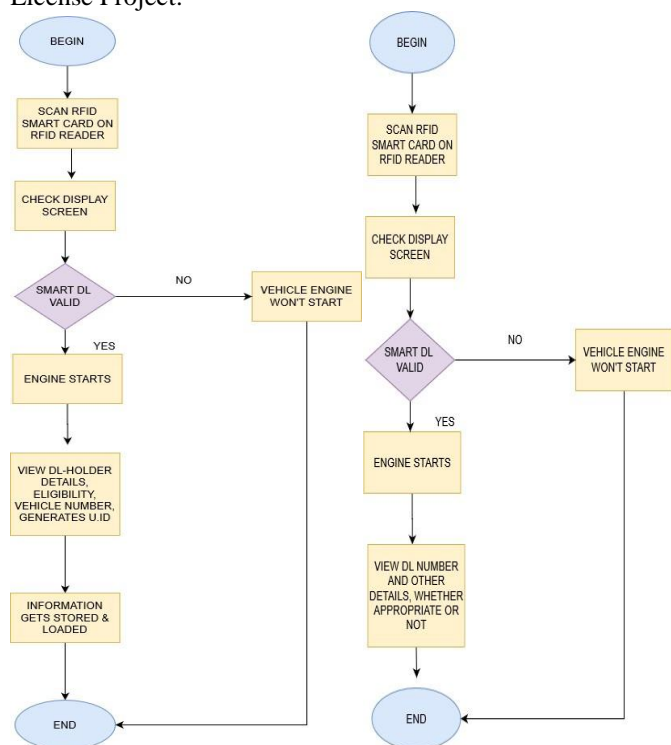 License Project.
BEGIN
SCAN RFID
SMART CARD ON
RFID READER
CHECK DISPLAY
SCREEN
SMART DL
VALID
NO
VEHICLE ENGINE
WON'T START
YES
ENGINE STARTS
VIEW DL-HOLDER
DETAILS,
ELIGIBILITY,
VEHICLE NUMBER,
GENERATES U.ID
INFORMATION
GETS STORED &
LOADED
END
BEGIN
SCAN RFID
SMART CARD ON
RFID READER
CHECK DISPLAY
SCREEN
SMART DL
VALID
NO
VEHICLE ENGINE
WON'T START
YES
ENGINE STARTS
VIEW DL NUMBER
AND OTHER
DETAILS, WHETHER
APPROPRIATE OR
NOT
END